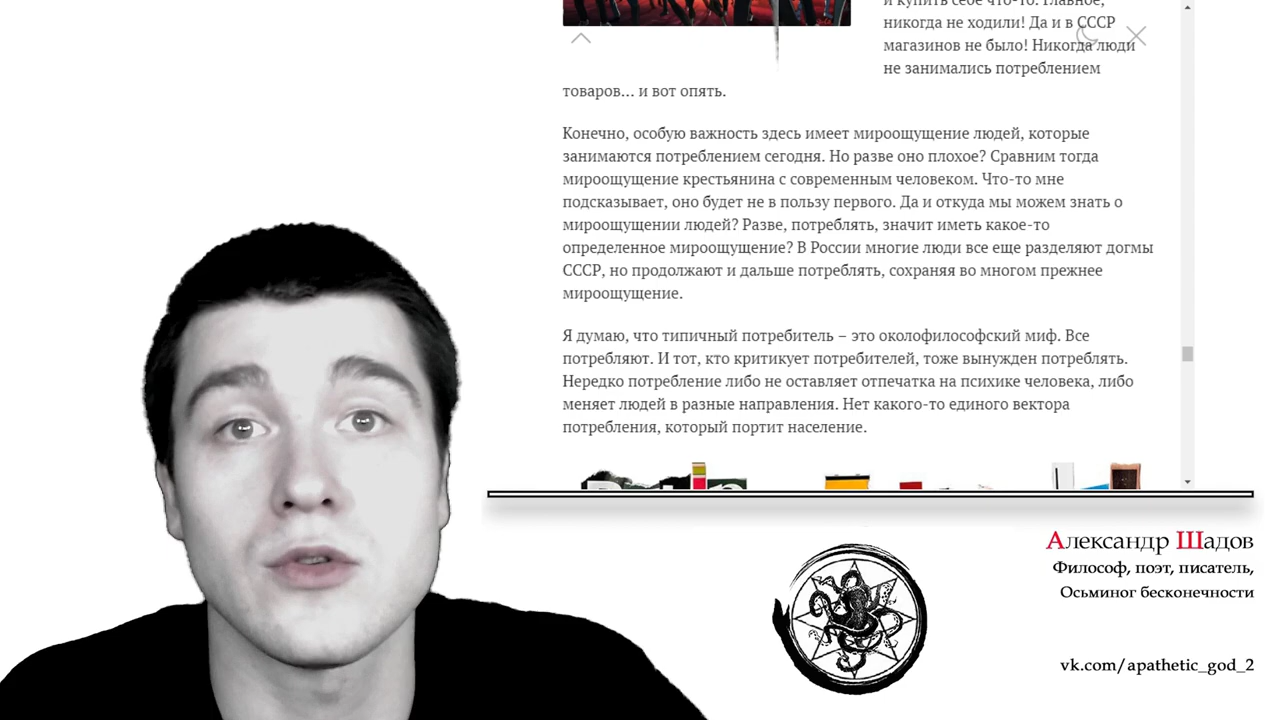 и купить себе что-то. Главное,
никогда не ходили! Да и в СССР
магазинов не было! Никогда люди
не занимались потреблением
товаров... и вот опять.
Конечно, особую важность здесь имеет мироощущение людей, которые
занимаются потреблением сегодня. Но разве оно плохое? Сравним тогда
мироощущение крестьянина с современным человеком. Что-то мне
подсказывает, оно будет не в пользу первого. Да и откуда мы можем знать о
мироощущении людей? Разве, потреблять, значит иметь какое-то
определенное мироощущение? В России многие люди все еще разделяют догмы
СССР, но продолжают и дальше потреблять, сохраняя во многом прежнее
мироощущение.
Я думаю, что типичный потребитель – это околофилософский миф. Все
потребляют. И тот, кто критикует потребителей, тоже вынужден потреблять.
Нередко потребление либо не оставляет отпечатка на психике человека, либо
меняет людей в разные направления. Нет какого-то единого вектора
потребления, который портит население.
Александр Шадов
Философ, поэт, писатель,
Осьминог бесконечности
vk.com/apathetic_god_2